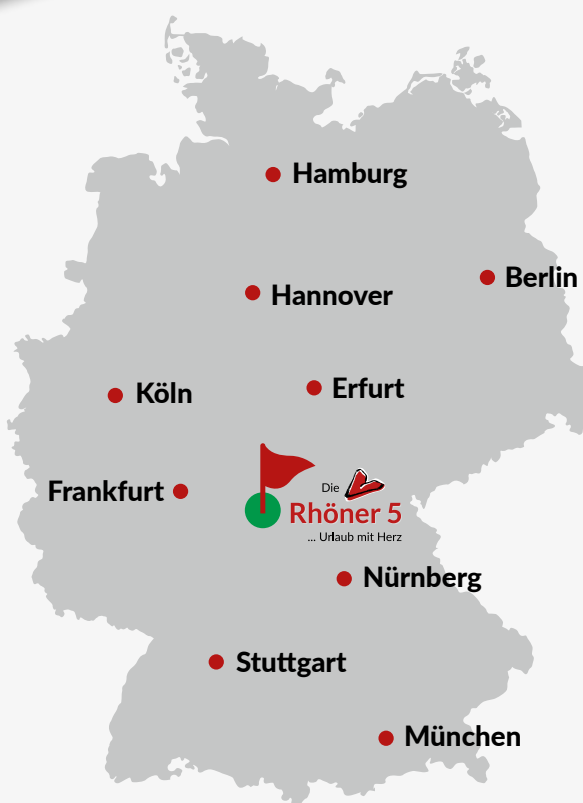 Hamburg
Berlin
Hannover
Erfurt
Köln
Frankfurt
Die
Rhöner 5
... Urlaub mit Herz
Nürnberg
Stuttgart
München